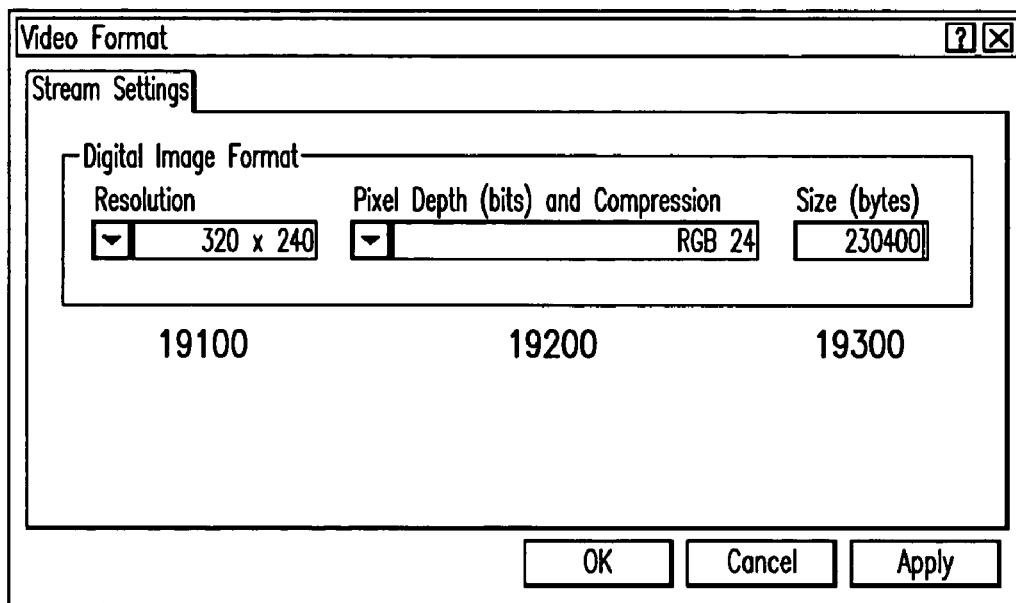 Video Format ? X
Stream Settings
Digital Image Format
Resolution Pixel Depth (bits) and Compression Size (bytes)
320 x 240 RGB 24 230400
19100 19200 19300
OK Cancel Apply